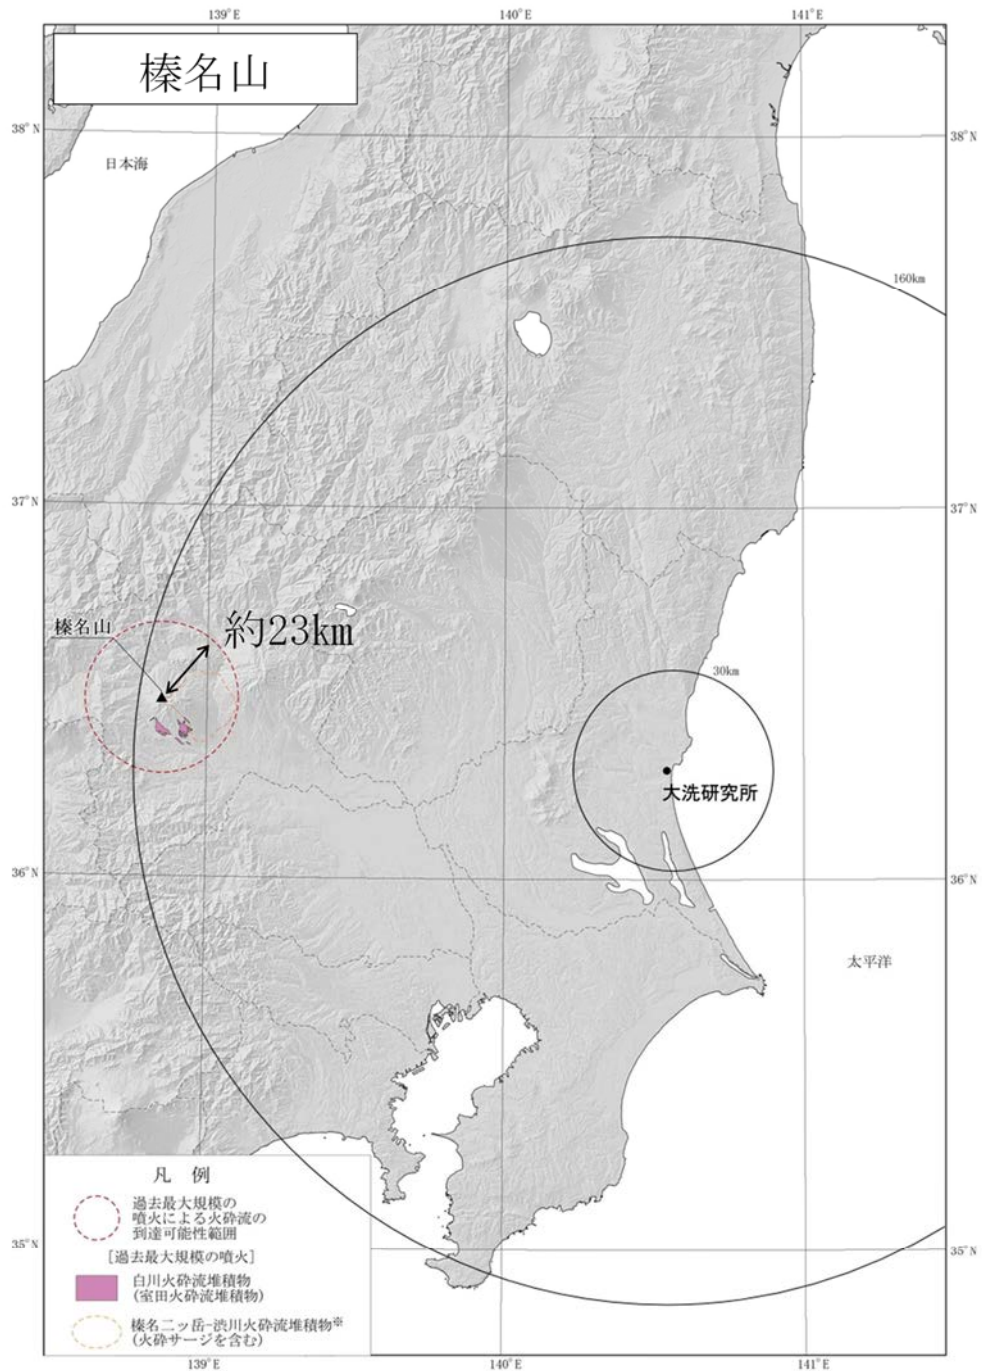 139°E
140°E
141°E
榛名山
38°N
38°N
日本海
160km
37°N
37°N
榛名山
約23km
30km
大洗研究所
36°N
36°N
太平洋
凡 例
過去最大規模の
噴火による火砕流の
到達可能性範囲
[過去最大規模の噴火]
白川火砕流堆積物
(室田火砕流堆積物)
榛名二ッ岳-渋川火砕流堆積物※
(火砕サージを含む)
35°N
35°N
139°E
140°E
141°E